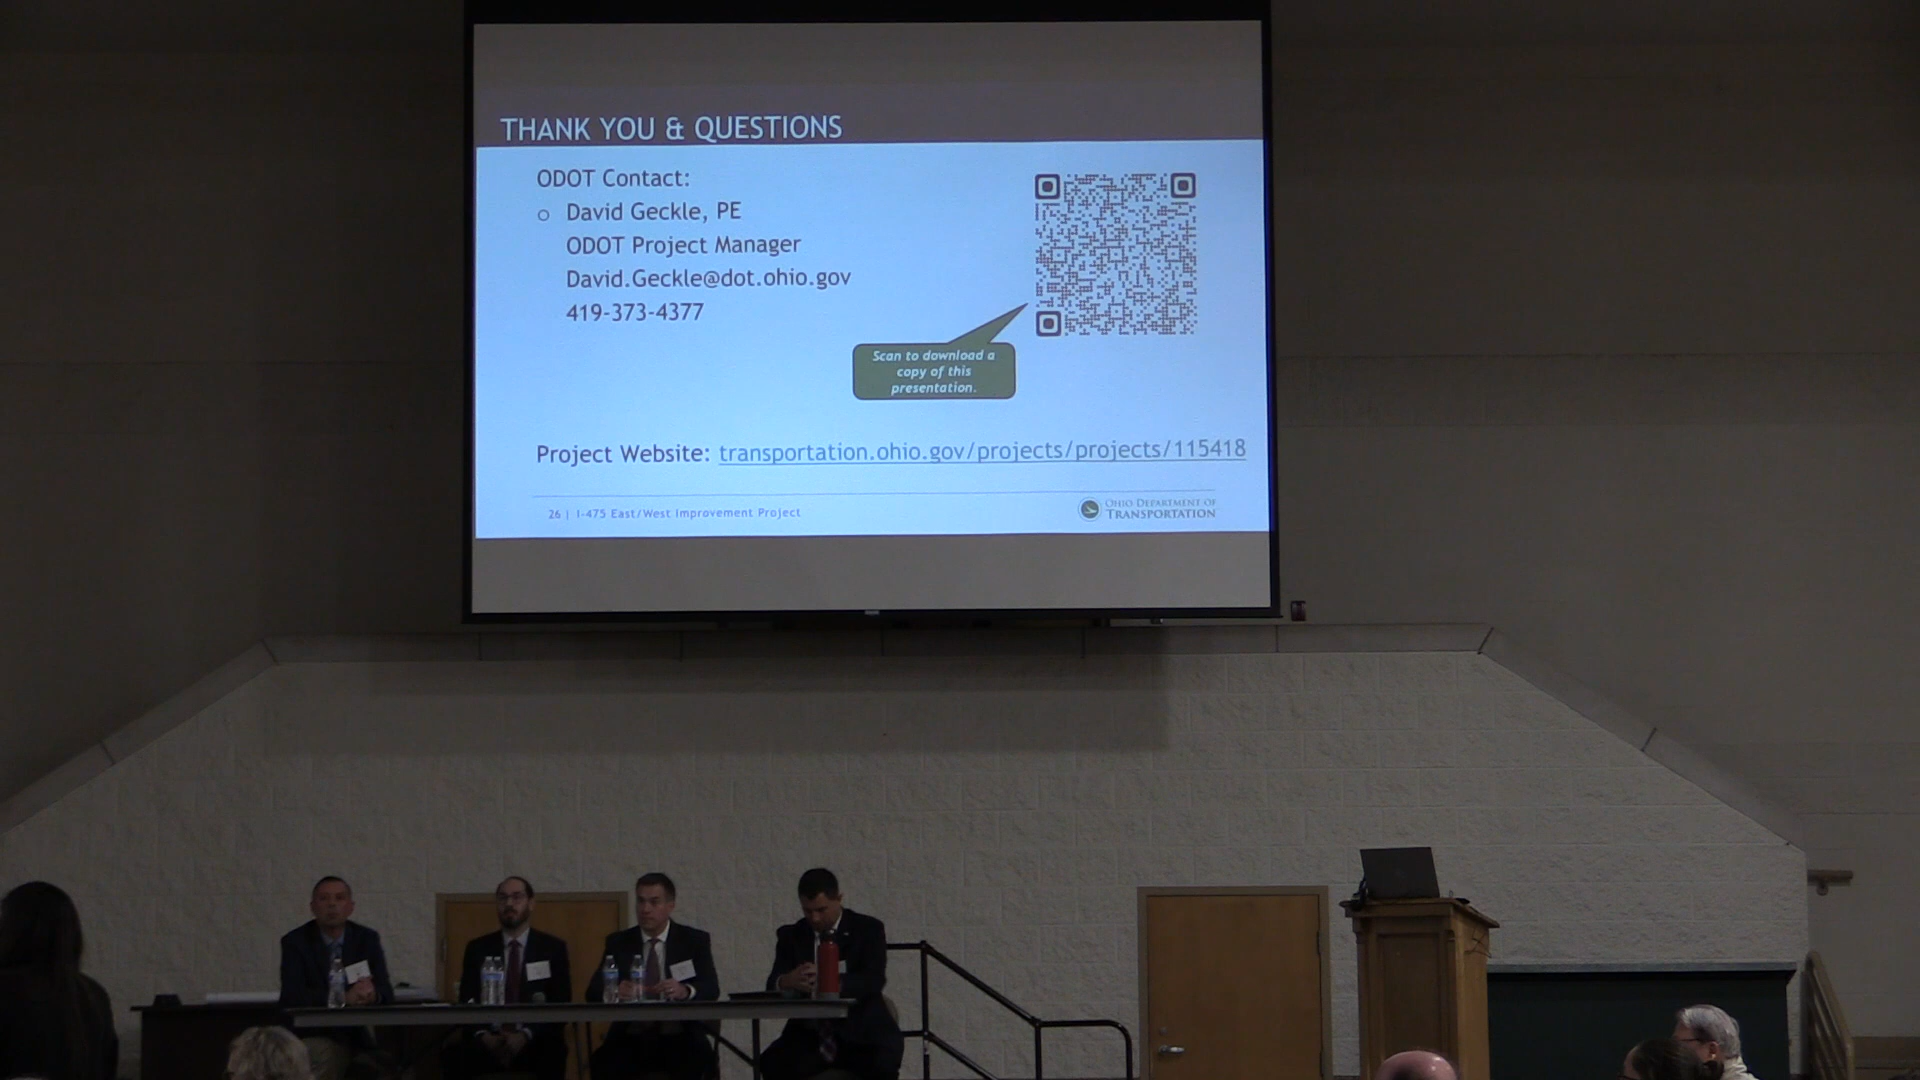 THANK YOU & QUESTIONS
ODOT Contact:
○ David Geckle, PE
ODOT Project Manager
David.Geckle@dot.ohio.gov
419-373-4377
Scan to download a
copy of this
presentation.
Project Website: transportation.ohio.gov/projects/projects/115418
26 | I-475 East/West Improvement Project
OHIO DEPARTMENT OF
TRANSPORTATION